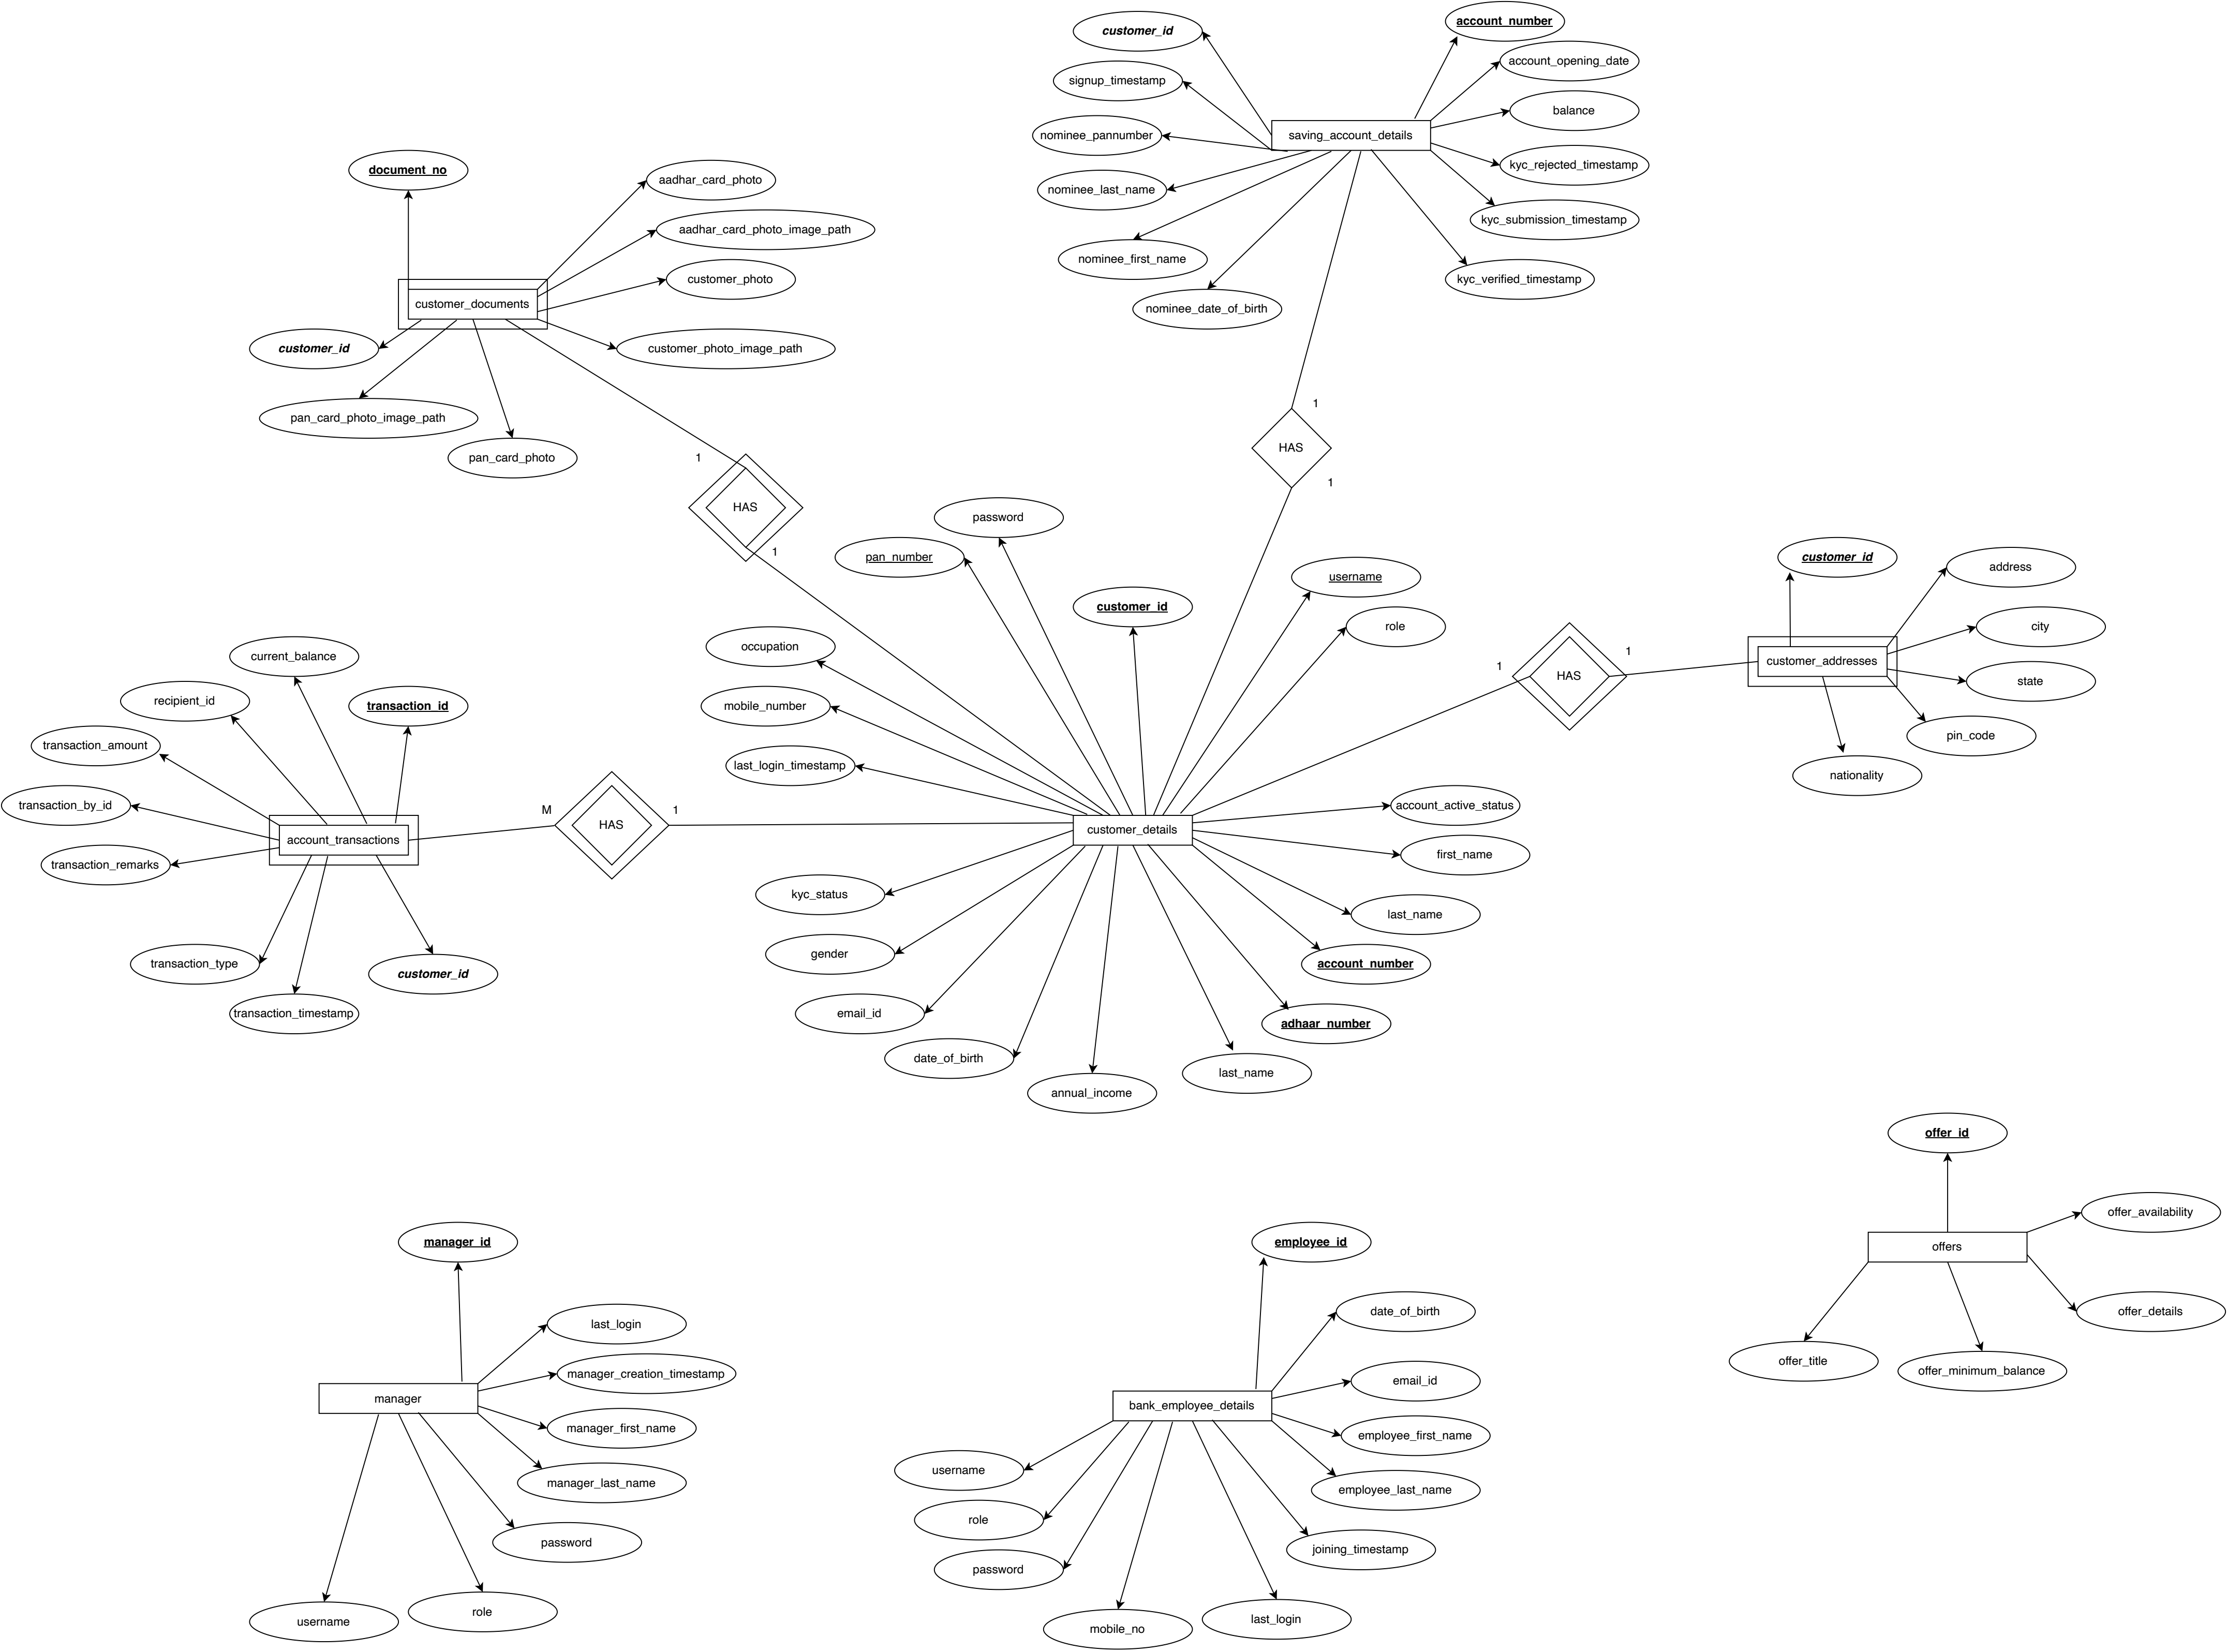 customer_id
account_number
signup_timestamp
account_opening_date
nominee_pannumber
balance
saving_account_details
nominee_last_name
kyc_rejected_timestamp
kyc_submission_timestamp
nominee_first_name
kyc_verified_timestamp
nominee_date_of_birth
document_no
aadhar_card_photo
aadhar_card_photo_image_path
customer_photo
customer_documents
customer_id
customer_photo_image_path
pan_card_photo_image_path
pan_card_photo
1
HAS
1
1
HAS
1
password
pan_number
customer_id
username
role
occupation
mobile_number
last_login_timestamp
customer_details
account_active_status
first_name
last_name
account_number
adhaar_number
last_name
annual_income
date_of_birth
email_id
gender
kyc_status
1
HAS
1
customer_id
address
city
customer_addresses
state
pin_code
nationality
current_balance
recipient_id
transaction_id
transaction_amount
transaction_by_id
account_transactions
transaction_remarks
transaction_type
customer_id
transaction_timestamp
M
HAS
1
manager_id
last_login
manager_creation_timestamp
manager
manager_first_name
manager_last_name
password
role
username
employee_id
date_of_birth
email_id
bank_employee_details
employee_first_name
username
employee_last_name
role
joining_timestamp
password
last_login
mobile_no
offer_id
offer_availability
offers
offer_details
offer_title
offer_minimum_balance